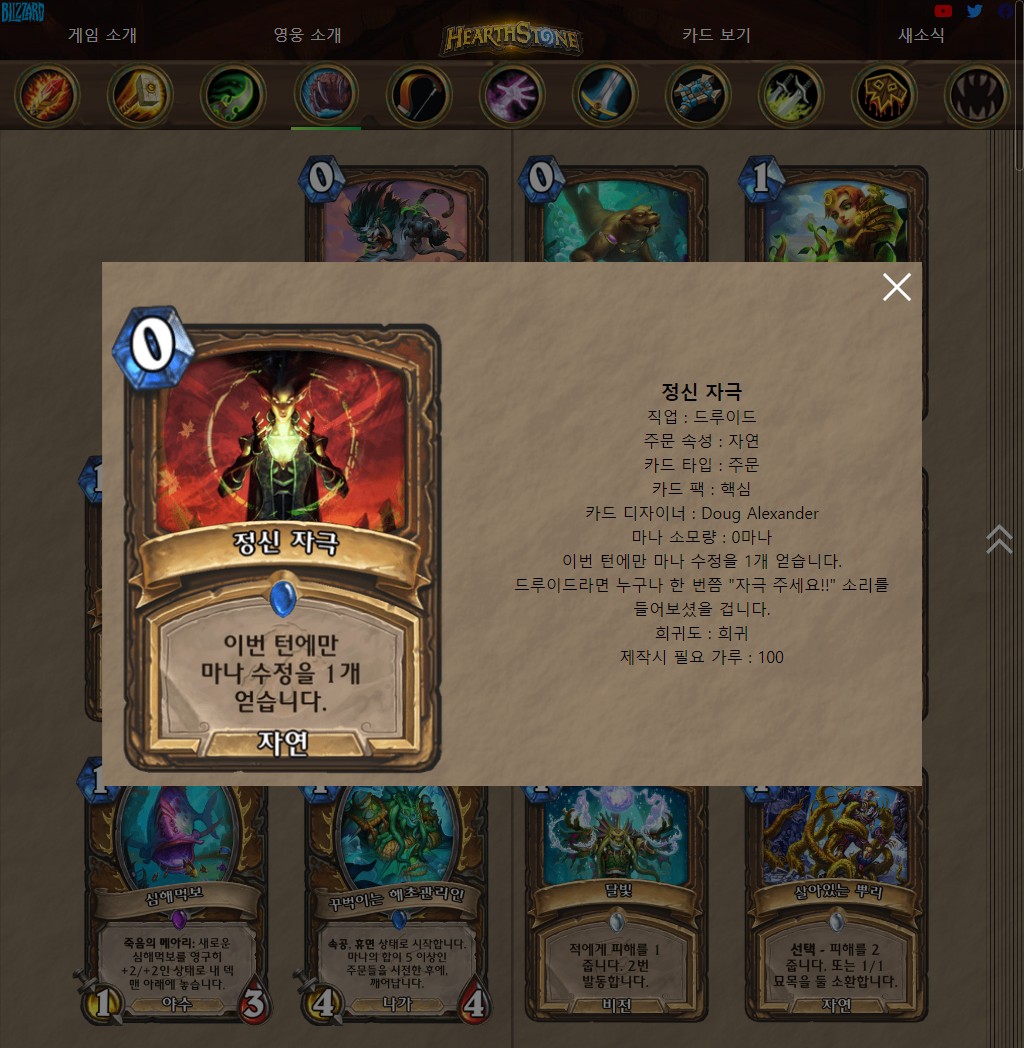 BLIZZARD
게임 소개
영웅 소개
HEARTHSTONE
카드 보기
새소식
0
0
1
0
정신 자극
이번 턴에만
마나 수정을 1개
얻습니다.
자연
정신 자극
직업 : 드루이드
주문 속성 : 자연
카드 타입 : 주문
카드 팩 : 핵심
카드 디자이너 : Doug Alexander
마나 소모량 : 0마나
이번 턴에만 마나 수정을 1개 얻습니다.
드루이드라면 누구나 한 번쯤 "자극 주세요!!" 소리를
들어보셨을 겁니다.
희귀도 : 희귀
제작시 필요 가루 : 100
1
1
심해먹보
죽음의 메아리: 새로운
심해먹보를 영구히
+2/+2인 상태로 내 덱
맨 아래에 놓습니다.
1
야수
3
1
꾸벅이는 해초관리인
속공, 휴면 상태로 시작합니다.
마나의 합이 5 이상인
주문들을 시전한 후에,
깨어납니다.
4
나가
4
1
달빛
적에게 피해를 1
줍니다. 2번
발동합니다.
비전
1
살아있는 뿌리
선택 - 피해를 2
줍니다. 또는 1/1
묘목을 둘 소환합니다.
자연